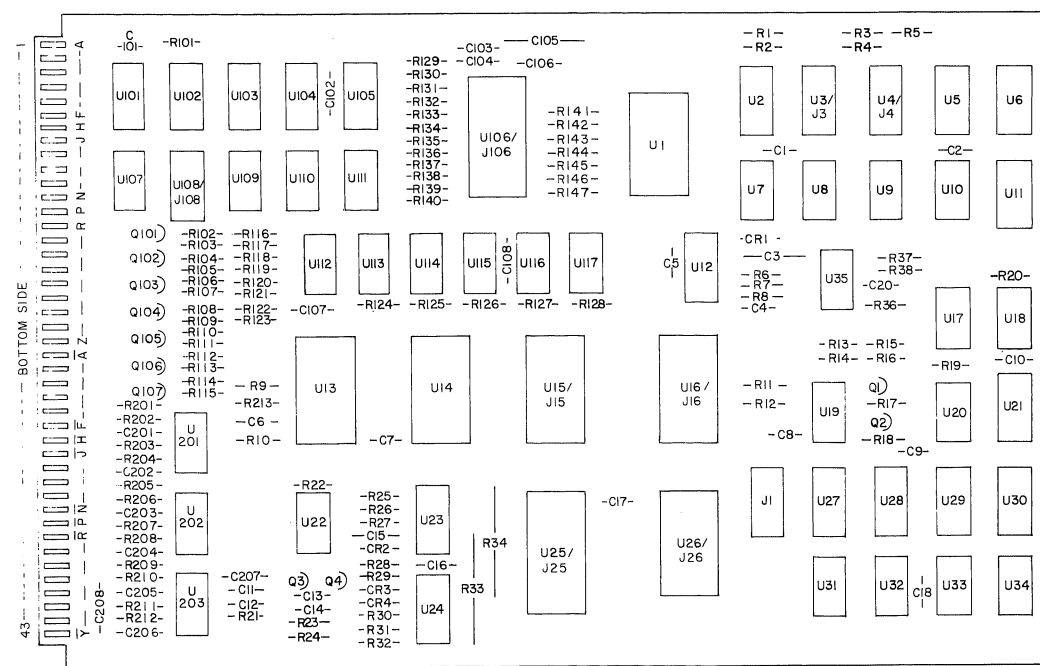 C
-101-
-R101-
-C103-
-C105-
-C104-
-C106-
-R1-
-R2-
-R3-
-R4-
-R5-
U101
U102
U103
U104
-C102-
U105
-R129-
-R130-
-R131-
-R132-
-R133-
-R134-
-R135-
-R136-
-R137-
-R138-
-R139-
-R140-
U106/
J106
-R141-
-R142-
-R143-
-R144-
-R145-
-R146-
-R147-
U1
U2
U3/
J3
U4/
J4
U5
U6
-C1-
-C2-
U107
U108/
J108
U109
U110
U111
U7
U8
U9
U10
U11
Q101
Q102
Q103
Q104
Q105
Q106
Q107
-R102-
-R103-
-R104-
-R105-
-R106-
-R107-
-R108-
-R109-
-R110-
-R111-
-R112-
-R113-
-R114-
-R115-
-R116-
-R117-
-R118-
-R119-
-R120-
-R121-
-R122-
-R123-
U112
U113
U114
U115
-C108-
U116
U117
-C107-
-R124-
-R125-
-R126-
-R127-
-R128-
C5
U12
-CR1-
-C3-
-R6-
-R7-
-R8-
-C4-
U35
-R37-
-R38-
-C20-
-R36-
-R20-
U17
U18
-R13-
-R14-
-R15-
-R16-
-R19-
-C10-
U13
U14
U15/
J15
U16/
J16
-R9-
-R213-
-C6-
-R10-
-C7-
-R11-
-R12-
-C8-
U19
Q1
-R17-
Q2
-R18-
-C9-
U20
U21
-R201-
-R202-
-C201-
-R203-
-R204-
-C202-
-R205-
-R206-
-C203-
-R207-
-R208-
-C204-
-R209-
-R210-
-C205-
-R211-
-R212-
-C206-
U
201
U
202
U
203
-C208-
-C207-
-C11-
-C12-
-R21-
-R22-
U22
Q3
Q4
-C13-
-C14-
-R23-
-R24-
-R25-
-R26-
-R27-
-C15-
-CR2-
-R28-
-R29-
-CR3-
-CR4-
-R30-
-R31-
-R32-
U23
-C16-
U24
R33
R34
U25/
J25
-C17-
U26/
J26
J1
U27
U28
U29
U30
U31
U32
C18
U33
U34
43 BOTTOM SIDE 1
Y R P N J H F A Z R P N J H F A